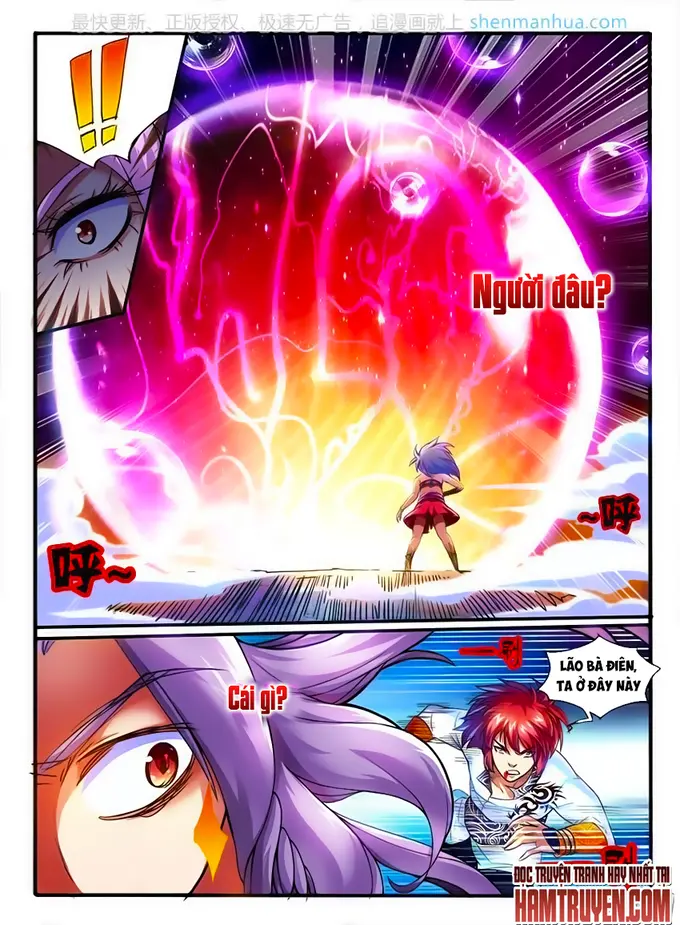 最快更新、正版授权、极速无广告，追漫画就上 shenmanhua.com
!!
Người đâu?
~呼
呼~
Cái gì?
LÃO BÀ ĐIÊN,
TA Ở ĐÂY NÀY
ĐỌC TRUYỆN TRANH HAY NHẤT TẠI
HAMTRUYEN.COM